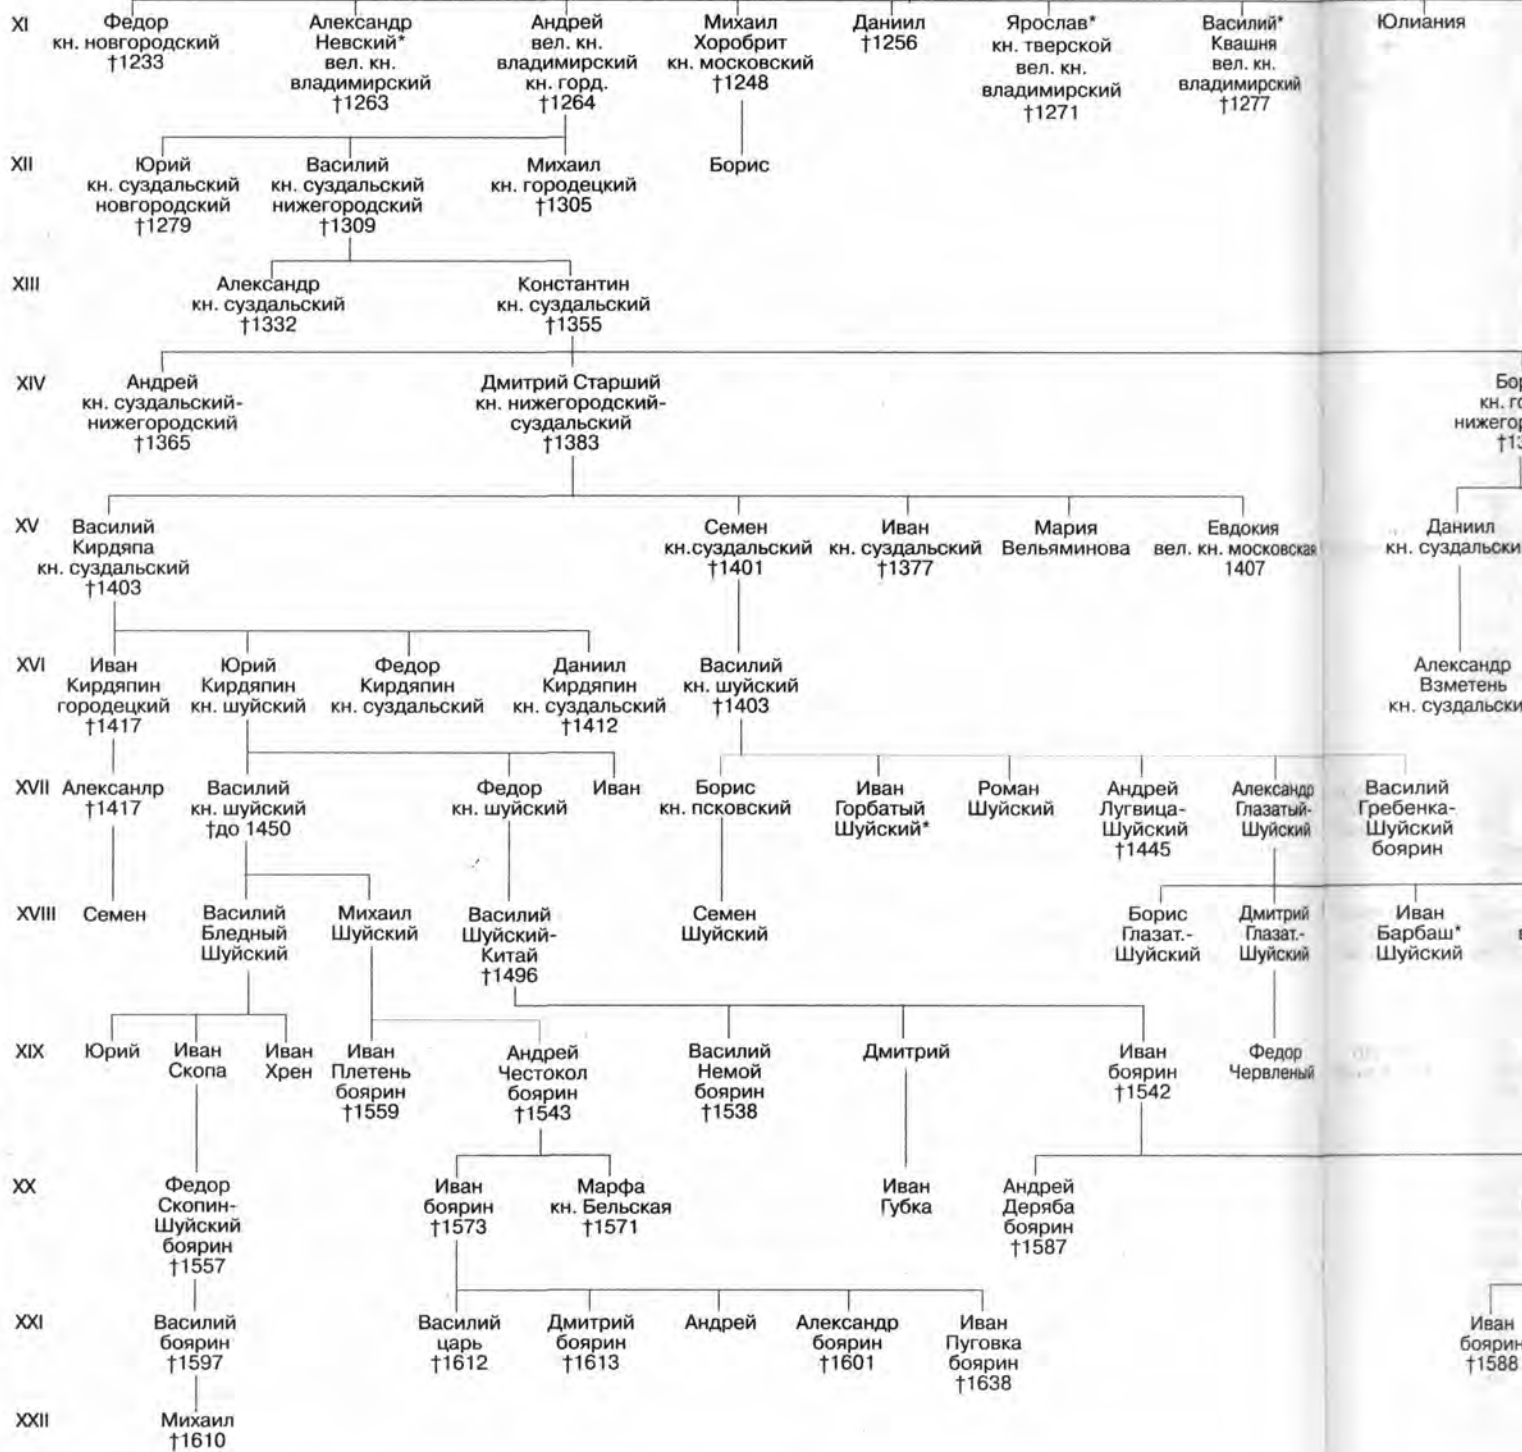 XI
Федор
кн. новгородский
†1233
Александр
Невский*
вел. кн.
владимирский
†1263
Андрей
вел. кн.
владимирский
кн. горд.
†1264
Михаил
Хоробрит
кн. московский
†1248
Даниил
†1256
Ярослав*
кн. тверской
вел. кн.
владимирский
†1271
Василий*
Квашня
вел. кн.
владимирский
†1277
Юлиания
XII
Юрий
кн. суздальский
новгородский
†1279
Василий
кн. суздальский
нижегородский
†1309
Михаил
кн. городецкий
†1305
Борис
XIII
Александр
кн. суздальский
†1332
Константин
кн. суздальский
†1355
XIV
Андрей
кн. суздальский-
нижегородский
†1365
Дмитрий Старший
кн. нижегородский-
суздальский
†1383
Бор
кн. го
нижегор
†13
XV
Василий
Кирдяпа
кн. суздальский
†1403
Семен
кн.суздальский
†1401
Иван
кн. суздальский
†1377
Мария
Вельяминова
Евдокия
вел. кн. московская
1407
Даниил
кн. суздальски
XVI
Иван
Кирдяпин
городецкий
†1417
Юрий
Кирдяпин
кн. шуйский
Федор
Кирдяпин
кн. суздальский
Даниил
Кирдяпин
кн. суздальский
†1412
Василий
кн. шуйский
†1403
Александр
Взметень
кн. суздальски
XVII
Алексанлр
†1417
Василий
кн. шуйский
†до 1450
Федор
кн. шуйский
Иван
Борис
кн. псковский
Иван
Горбатый
Шуйский*
Роман
Шуйский
Андрей
Лугвица-
Шуйский
†1445
Александр
Глазатый-
Шуйский
Василий
Гребенка-
Шуйский
боярин
XVIII
Семен
Василий
Бледный
Шуйский
Михаил
Шуйский
Василий
Шуйский-
Китай
†1496
Семен
Шуйский
Борис
Глазат.-
Шуйский
Дмитрий
Глазат.-
Шуйский
Иван
Барбаш*
Шуйский
XIX
Юрий
Иван
Скопа
Иван
Хрен
Иван
Плетень
боярин
†1559
Андрей
Честокол
боярин
†1543
Василий
Немой
боярин
†1538
Дмитрий
Иван
боярин
†1542
Федор
Червленый
XX
Федор
Скопин-
Шуйский
боярин
†1557
Иван
боярин
†1573
Марфа
кн. Бельская
†1571
Иван
Губка
Андрей
Деряба
боярин
†1587
XXI
Василий
боярин
†1597
Василий
царь
†1612
Дмитрий
боярин
†1613
Андрей
Александр
боярин
†1601
Иван
Пуговка
боярин
†1638
Иван
боярин
†1588
XXII
Михаил
†1610